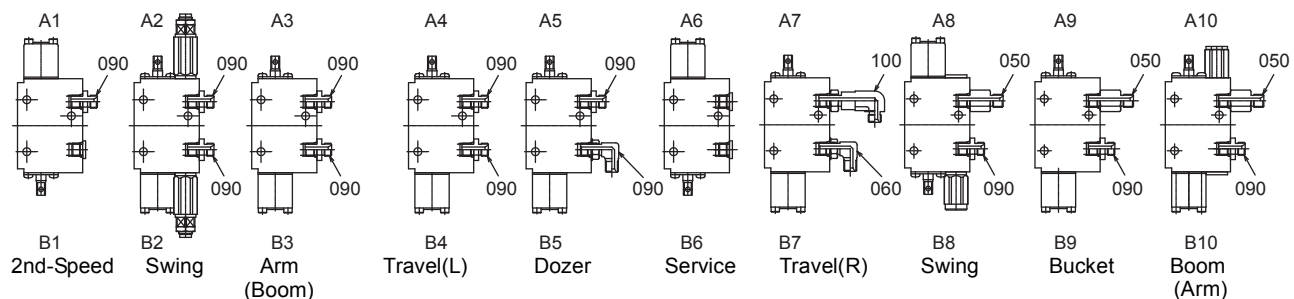 A1 A2 A3 A4 A5 A6 A7 A8 A9 A10
100
090 090 090 090 090 050 050 050
090 090 090 090 060 090 090 090
B1 B2 B3 B4 B5 B6 B7 B8 B9 B10
2nd-Speed Swing Arm Travel(L) Dozer Service Travel(R) Swing Bucket Boom
(Boom) (Arm)